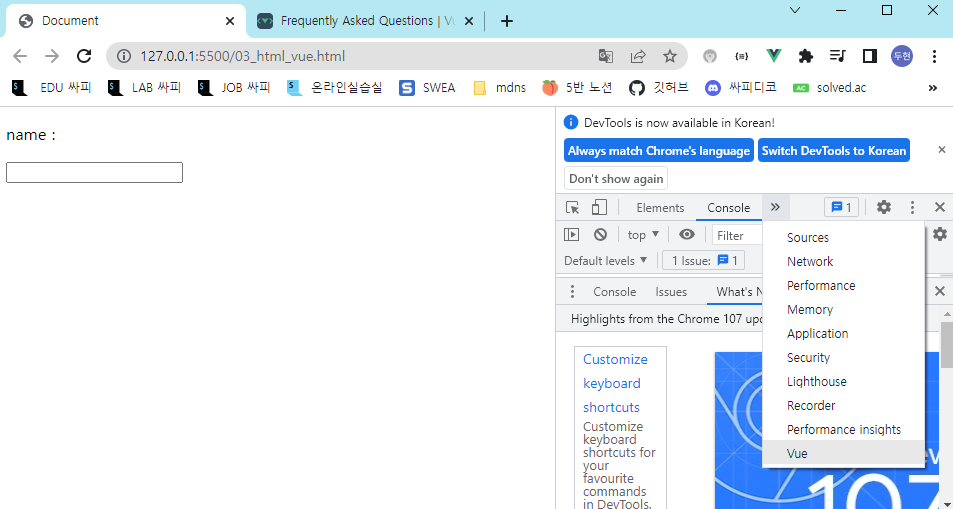 Document
Frequently Asked Questions | Vu
127.0.0.1:5500/03_html_vue.html
두현
EDU 싸피
LAB 싸피
JOB 싸피
온라인실습실
SWEA
mdns
5반 노션
깃허브
싸피디코
solved.ac
name :
DevTools is now available in Korean!
Always match Chrome's language
Switch DevTools to Korean
Don't show again
Elements
Console
1
top
Filter
Default levels
1 Issue:
1
Sources
Network
Performance
Memory
Application
Security
Lighthouse
Recorder
Performance insights
Vue
Console
Issues
What's N
Highlights from the Chrome 107 upd
Customize
keyboard
shortcuts
Customize
keyboard
shortcuts for
your
favourite
commands
in DevTools.
107